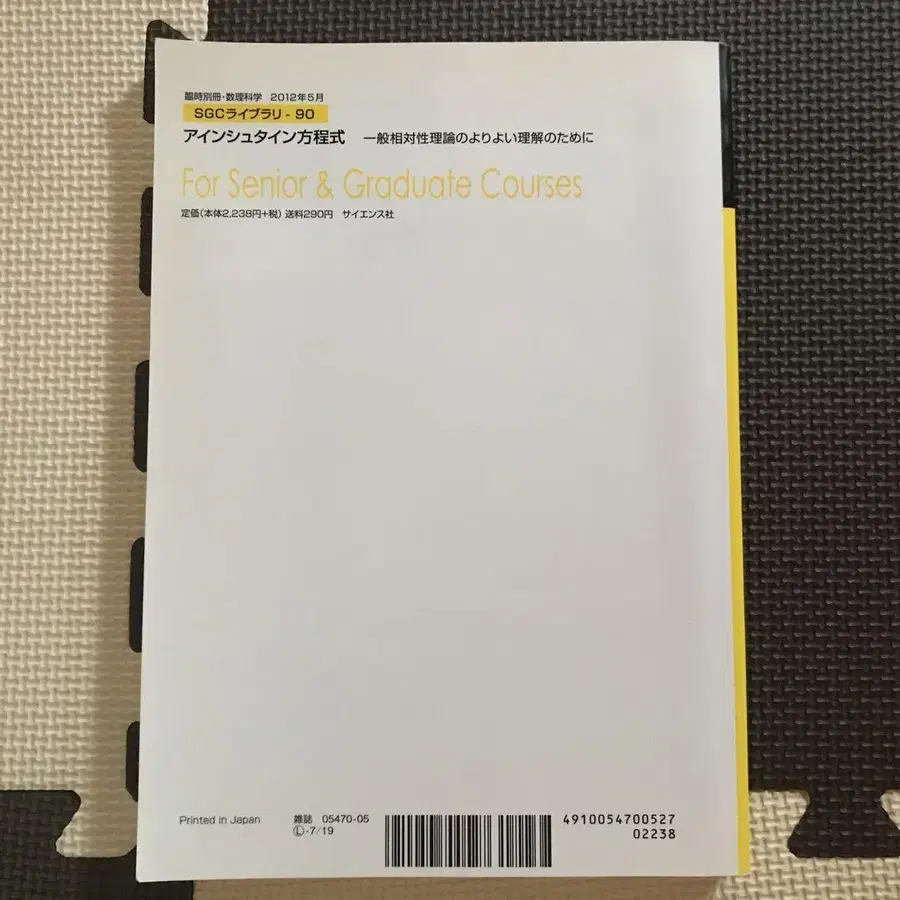 臨時別冊・数理科学 2012年5月
SGCライブラリ - 90
アインシュタイン方程式 一般相対性理論のよりよい理解のために
For Senior & Graduate Courses
定価(本体2,238円+税) 送料290円 サイエンス社
Printed in Japan
雑誌 05470-05
Ⓛ-7/19
4910054700527
02238